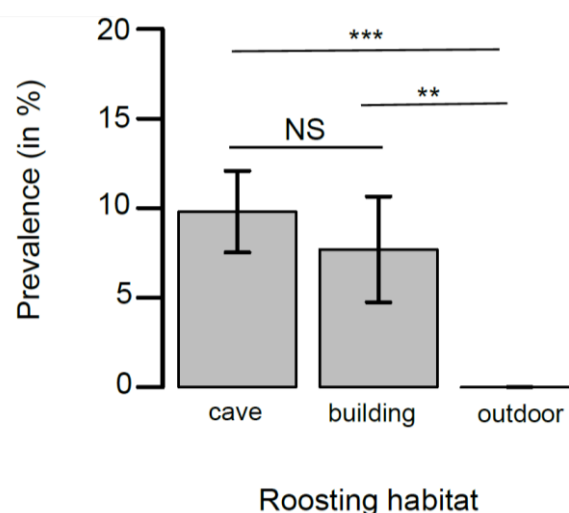 20
***
**
15
NS
10
5
0
Prevalence (in %)
cave building outdoor
Roosting habitat